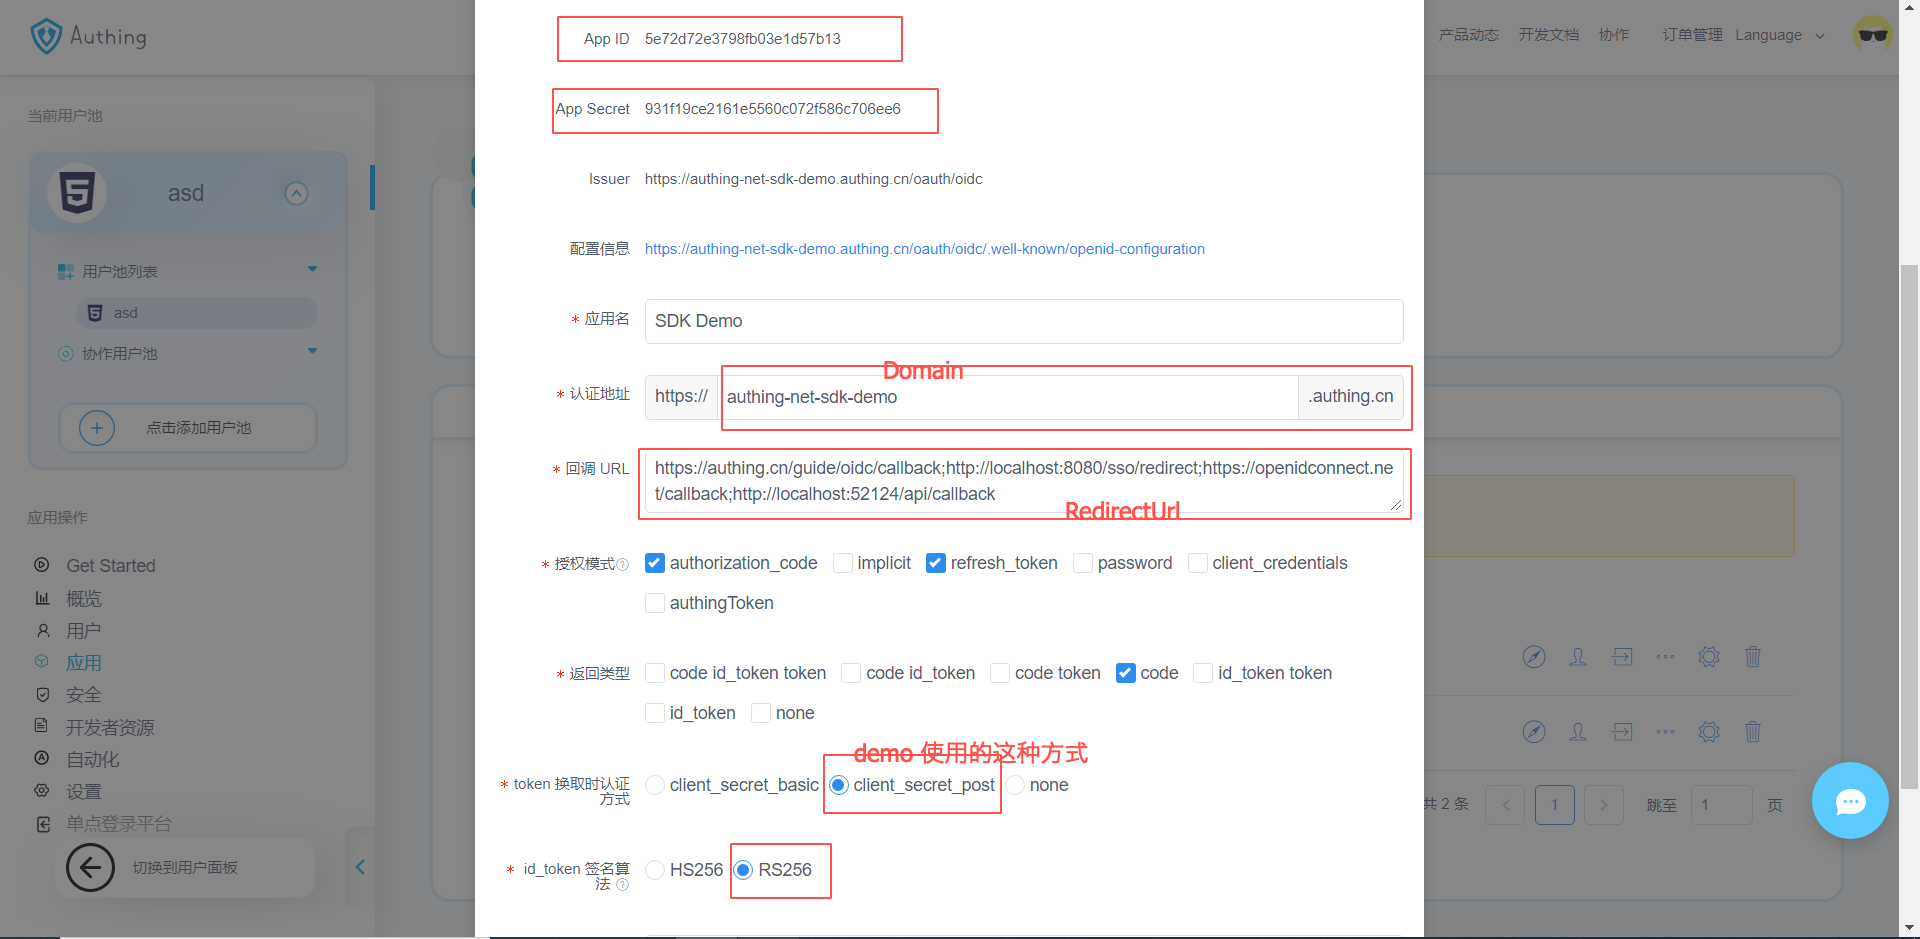 Authing
产品动态
开发文档
协作
订单管理
Language
当前用户池
asd
用户池列表
asd
协作用户池
点击添加用户池
应用操作
Get Started
概览
用户
应用
安全
开发者资源
自动化
设置
单点登录平台
切换到用户面板
App ID 5e72d72e3798fb03e1d57b13
App Secret 931f19ce2161e5560c072f586c706ee6
Issuer https://authing-net-sdk-demo.authing.cn/oauth/oidc
配置信息 https://authing-net-sdk-demo.authing.cn/oauth/oidc/.well-known/openid-configuration
* 应用名 SDK Demo
Domain
* 认证地址 https:// authing-net-sdk-demo .authing.cn
* 回调 URL https://authing.cn/guide/oidc/callback;http://localhost:8080/sso/redirect;https://openidconnect.ne
t/callback;http://localhost:52124/api/callback
RedirectUrl
* 授权模式 authorization_code implicit refresh_token password client_credentials
authingToken
* 返回类型 code id_token token code id_token code token code id_token token
id_token none
demo 使用的这种方式
* token 换取时认证
方式
client_secret_basic client_secret_post none
* id_token 签名算
法
HS256 RS256
共 2 条 1 跳至 1 页